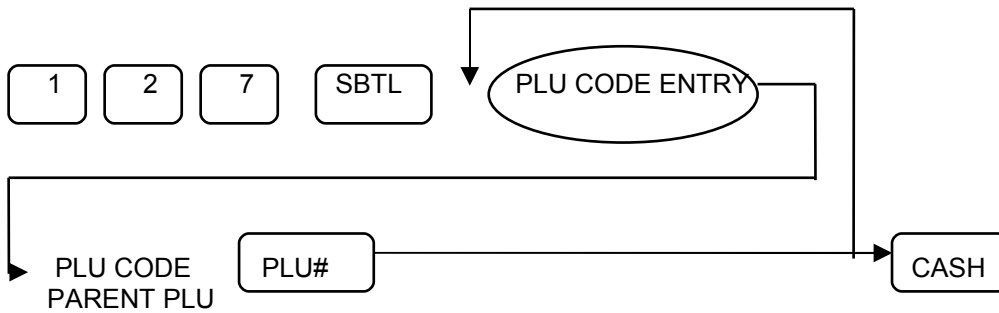 1 2 7 SBTL PLU CODE ENTRY
PLU CODE PLU# CASH
PARENT PLU